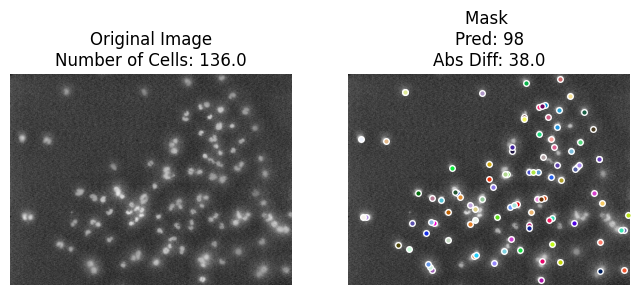 Original Image
Number of Cells: 136.0
Mask
Pred: 98
Abs Diff: 38.0